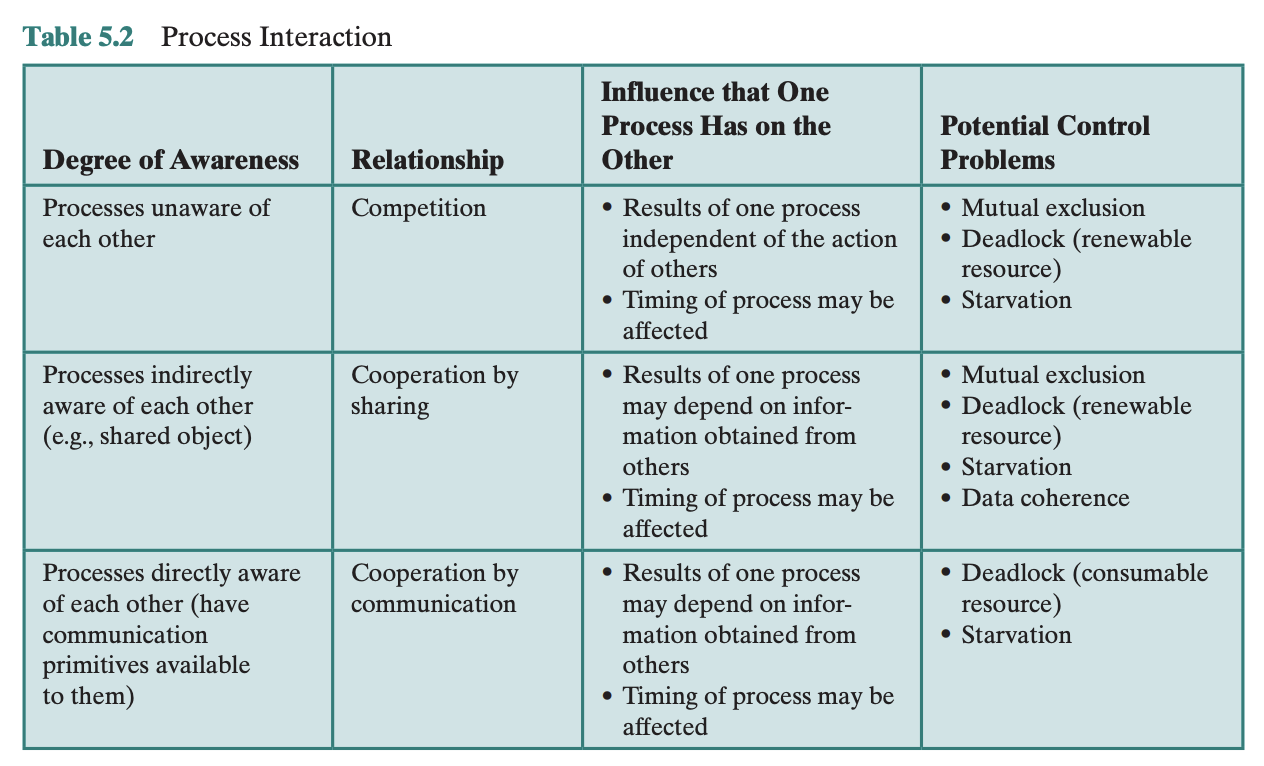 Table 5.2 Process Interaction
Degree of Awareness
Relationship
Influence that One
Process Has on the
Other
Potential Control
Problems
Processes unaware of
each other
Competition
• Results of one process
independent of the action
of others
• Timing of process may be
affected
• Mutual exclusion
• Deadlock (renewable
resource)
• Starvation
Processes indirectly
aware of each other
(e.g., shared object)
Cooperation by
sharing
• Results of one process
may depend on infor-
mation obtained from
others
• Timing of process may be
affected
• Mutual exclusion
• Deadlock (renewable
resource)
• Starvation
• Data coherence
Processes directly aware
of each other (have
communication
primitives available
to them)
Cooperation by
communication
• Results of one process
may depend on infor-
mation obtained from
others
• Timing of process may be
affected
• Deadlock (consumable
resource)
• Starvation